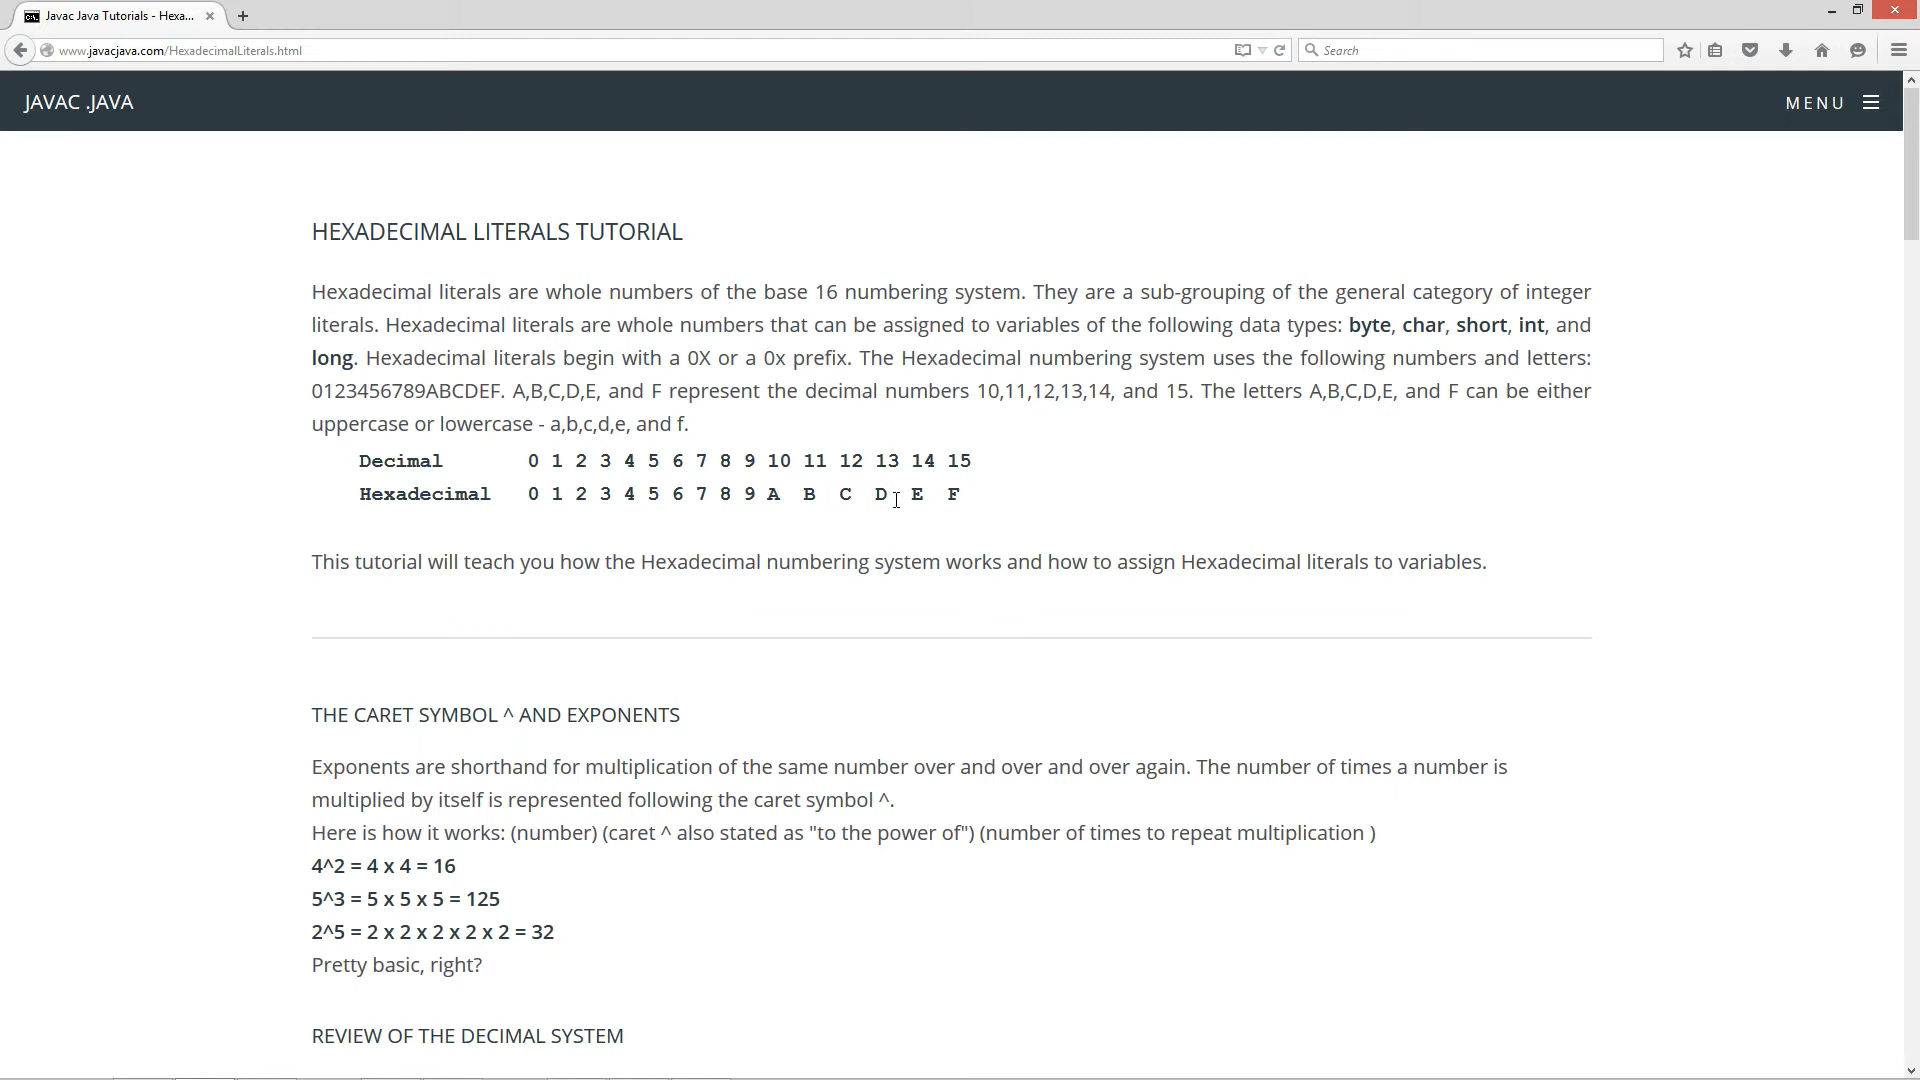 Javac Java Tutorials - Hexa...
www.javacjava.com/HexadecimalLiterals.html
Search
JAVAC .JAVA
MENU
HEXADECIMAL LITERALS TUTORIAL
Hexadecimal literals are whole numbers of the base 16 numbering system. They are a sub-grouping of the general category of integer
literals. Hexadecimal literals are whole numbers that can be assigned to variables of the following data types: byte, char, short, int, and
long. Hexadecimal literals begin with a 0X or a 0x prefix. The Hexadecimal numbering system uses the following numbers and letters:
0123456789ABCDEF. A,B,C,D,E, and F represent the decimal numbers 10,11,12,13,14, and 15. The letters A,B,C,D,E, and F can be either
uppercase or lowercase - a,b,c,d,e, and f.
Decimal 0 1 2 3 4 5 6 7 8 9 10 11 12 13 14 15
Hexadecimal 0 1 2 3 4 5 6 7 8 9 A B C D E F
This tutorial will teach you how the Hexadecimal numbering system works and how to assign Hexadecimal literals to variables.
THE CARET SYMBOL ^ AND EXPONENTS
Exponents are shorthand for multiplication of the same number over and over and over again. The number of times a number is
multiplied by itself is represented following the caret symbol ^.
Here is how it works: (number) (caret ^ also stated as "to the power of") (number of times to repeat multiplication )
4^2 = 4 x 4 = 16
5^3 = 5 x 5 x 5 = 125
2^5 = 2 x 2 x 2 x 2 x 2 = 32
Pretty basic, right?
REVIEW OF THE DECIMAL SYSTEM